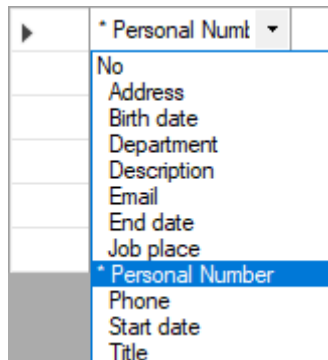 * Personal Numb
No
Address
Birth date
Department
Description
Email
End date
Job place
* Personal Number
Phone
Start date
Title